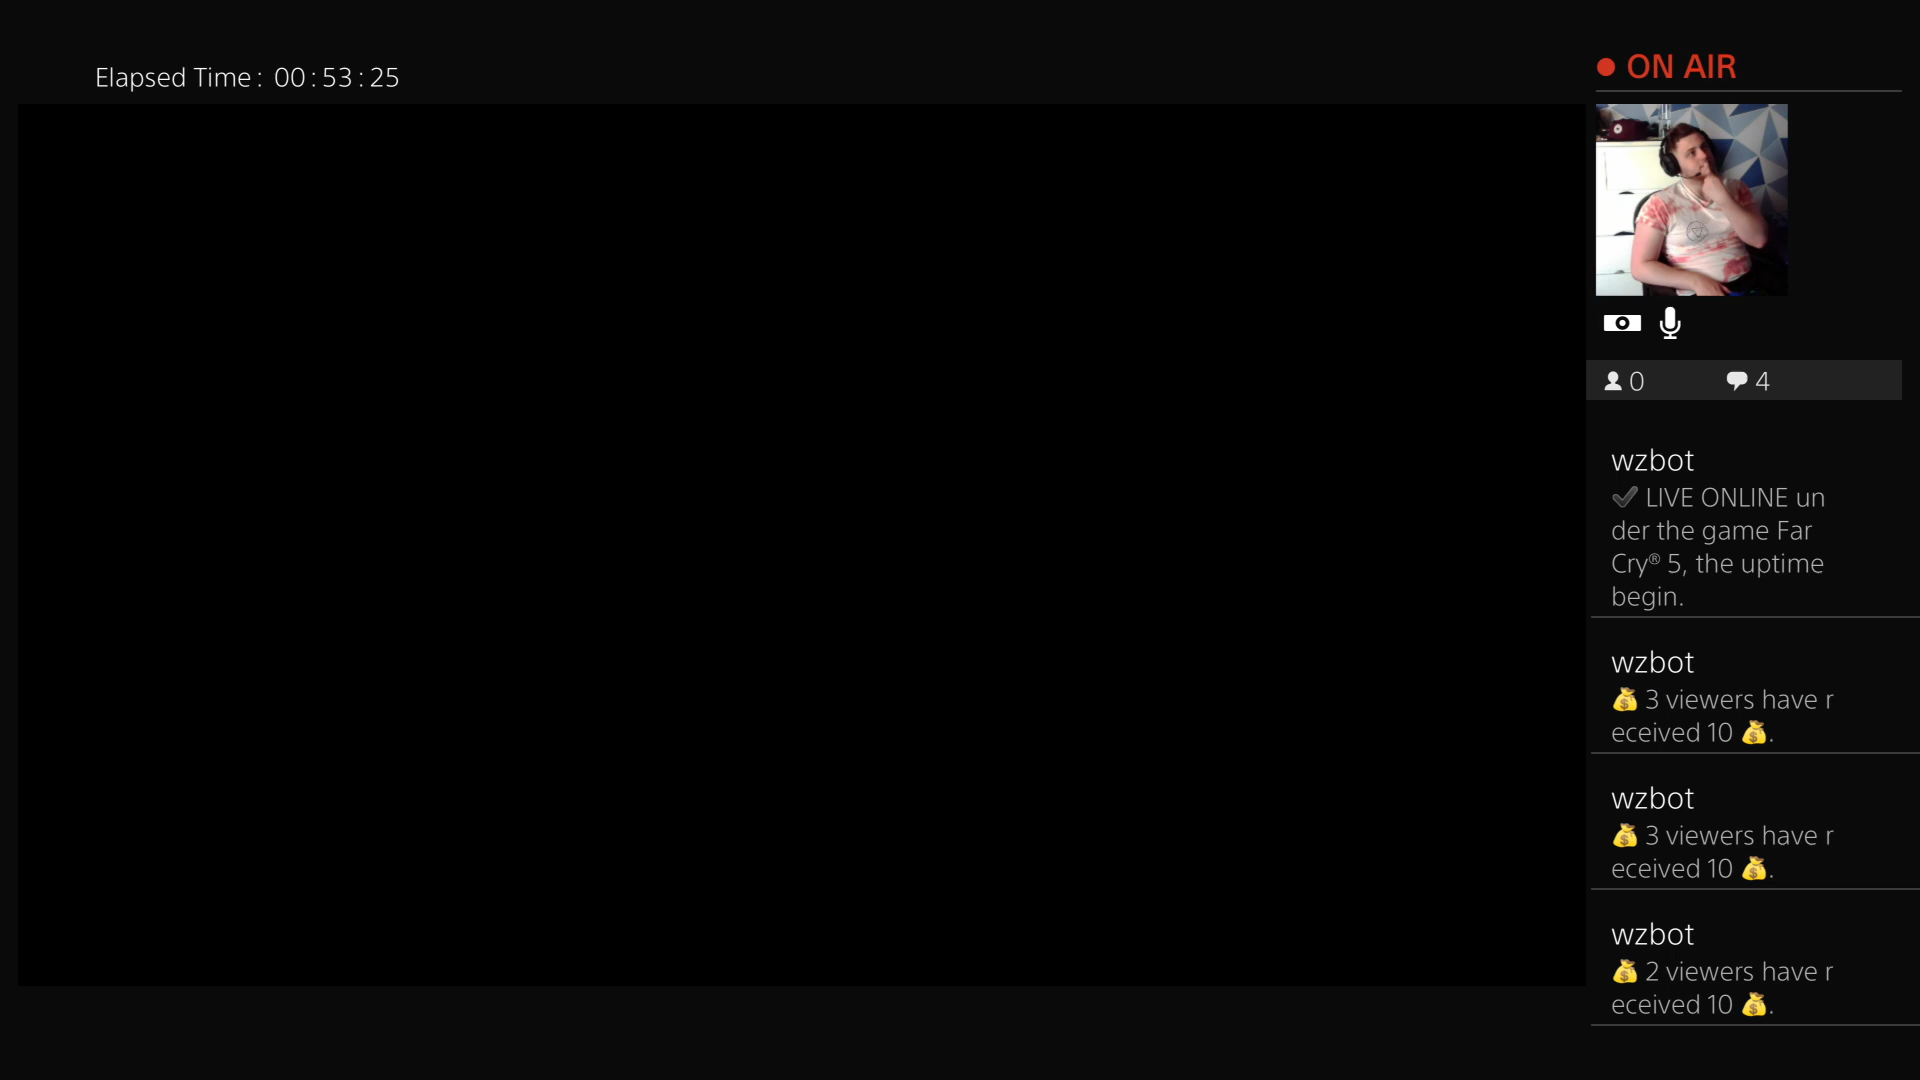 Elapsed Time: 00:53:25
ON AIR
0
4
wzbot
✔ LIVE ONLINE un
der the game Far
Cry® 5, the uptime
begin.
wzbot
💰 3 viewers have r
eceived 10 💰.
wzbot
💰 3 viewers have r
eceived 10 💰.
wzbot
💰 2 viewers have r
eceived 10 💰.